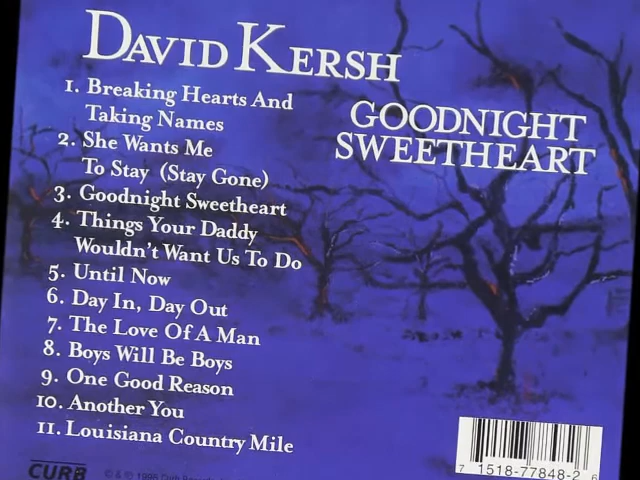 DAVID KERSH
1. Breaking Hearts And
Taking Names
2. She Wants Me
To Stay (Stay Gone)
3. Goodnight Sweetheart
4. Things Your Daddy
Wouldn't Want Us To Do
5. Until Now
6. Day In, Day Out
7. The Love Of A Man
8. Boys Will Be Boys
9. One Good Reason
10. Another You
11. Louisiana Country Mile
GOODNIGHT
SWEETHEART
CURB
7 1518-77848-2 6